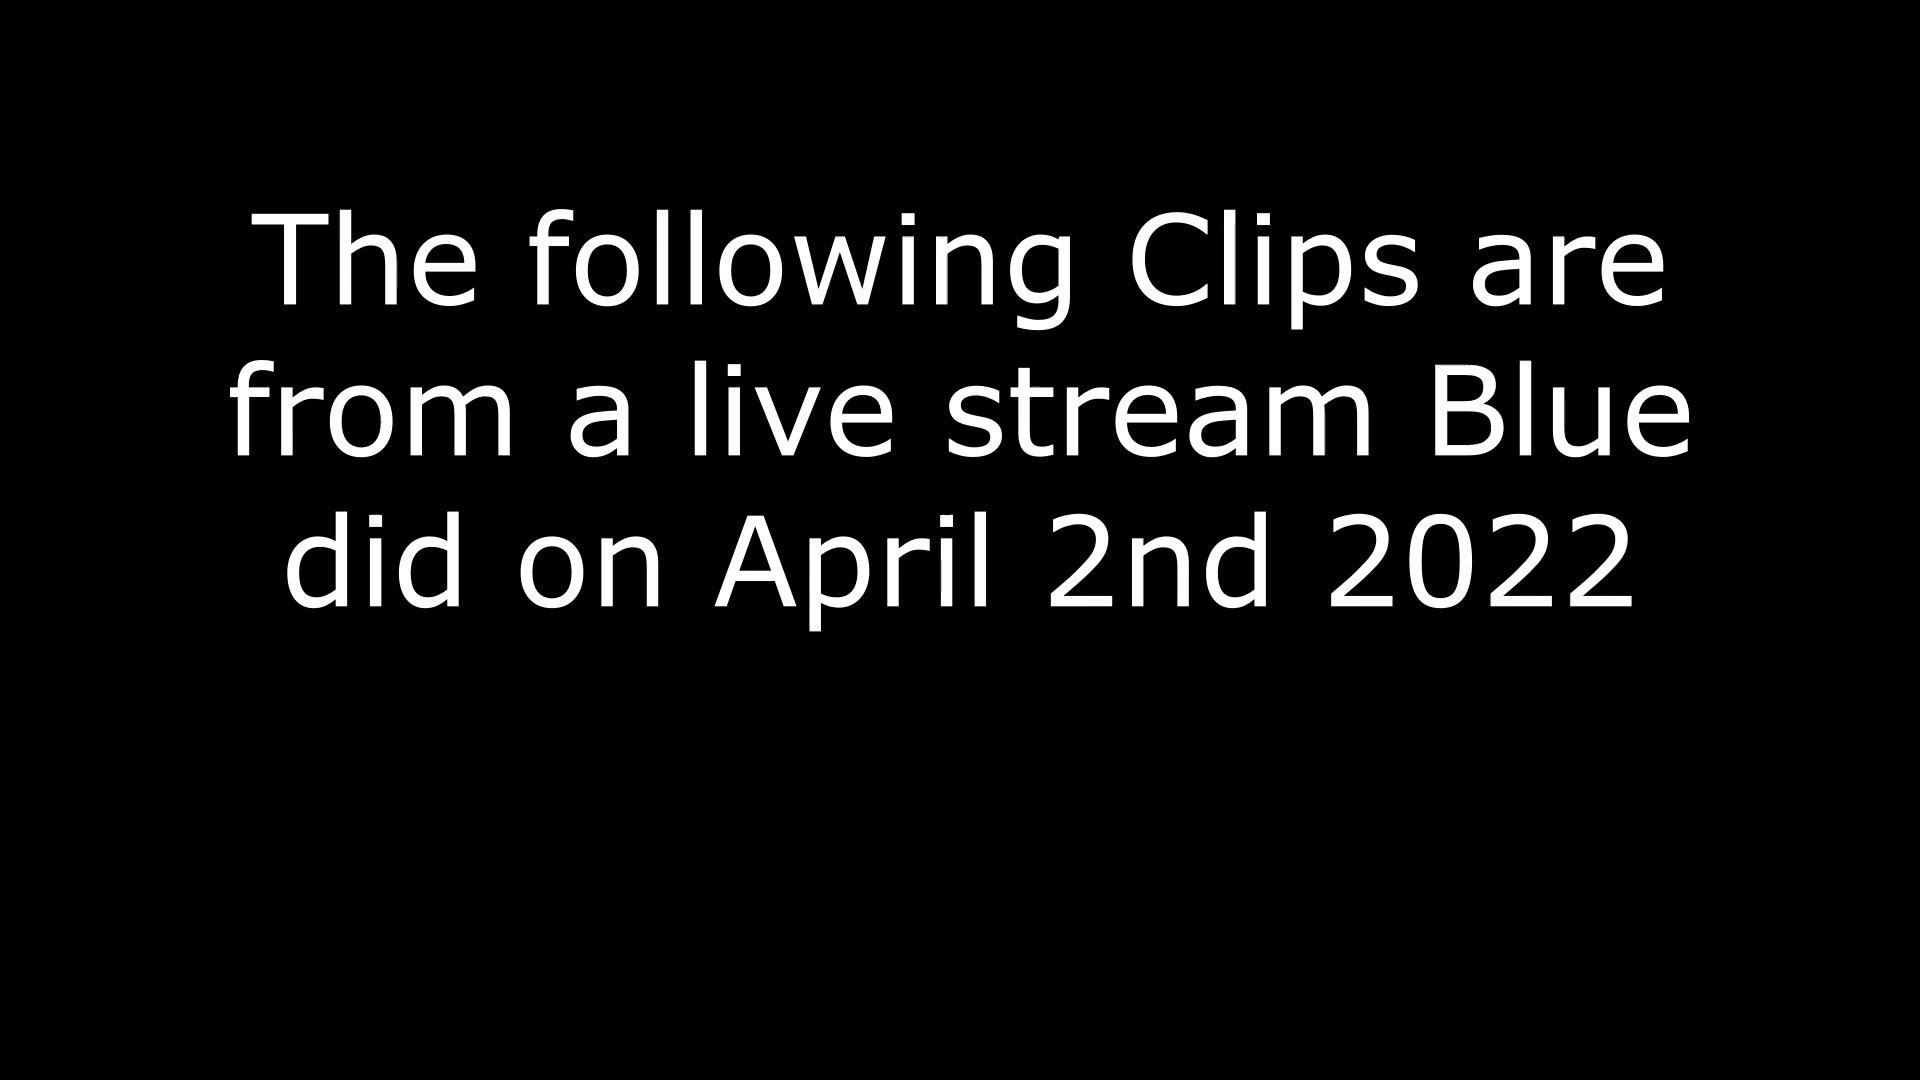 The following Clips are
from a live stream Blue
did on April 2nd 2022